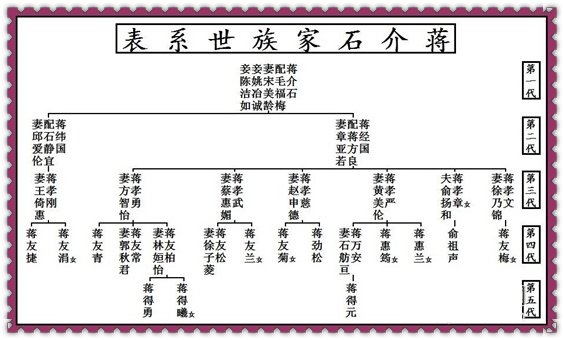 蒋介石家族世系表
第一代
蒋介石
配毛福梅
妻宋美龄
妾姚冶诚
妾陈洁如
第二代
蒋经国
配蒋方良
妻章亚若
蒋纬国
配石静宜
妻邱爱伦
第三代
蒋孝文
妻徐乃锦
蒋孝章女
夫俞扬和
蒋孝严
妻黄美伦
蒋孝慈
妻赵申德
蒋孝武
妻蔡惠媚
蒋孝勇
妻方智怡
蒋孝刚
妻王倚惠
第四代
蒋友梅女
俞祖声
蒋惠兰女
蒋惠筠女
蒋万安
妻石舫亘
蒋劲松
蒋友菊女
蒋友兰女
蒋友松
妻徐子菱
蒋友柏
妻林姮怡
蒋友常
妻郭秋君
蒋友青
蒋友涓女
蒋友捷
第五代
蒋得元
蒋得曦女
蒋得勇